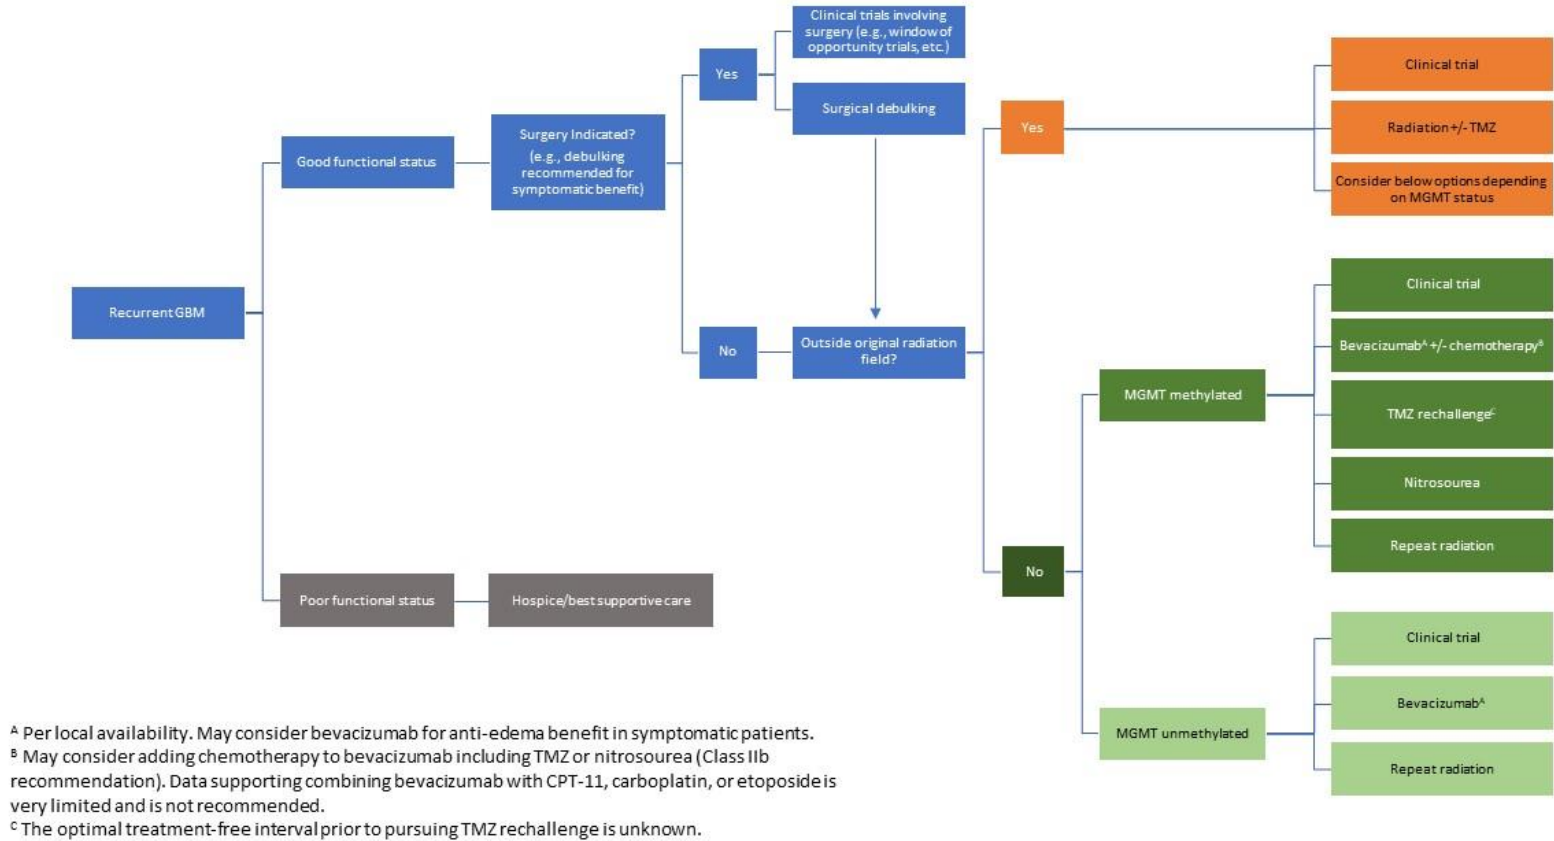 Recurrent GBM
Good functional status
Poor functional status
Hospice/best supportive care
Surgery Indicated?
(e.g., debulking
recommended for
symptomatic benefit)
Yes
No
Clinical trials involving
surgery (e.g., window of
opportunity trials, etc.)
Surgical debulking
Outside original radiation
field?
Yes
Clinical trial
Radiation +/- TMZ
Consider below options depending
on MGMT status
No
MGMT methylated
Clinical trial
Bevacizumabᴬ +/- chemotherapyᴮ
TMZ rechallengeC
Nitrosourea
Repeat radiation
MGMT unmethylated
Clinical trial
Bevacizumabᴬ
Repeat radiation
ᴬ Per local availability. May consider bevacizumab for anti-edema benefit in symptomatic patients.
ᴮ May consider adding chemotherapy to bevacizumab including TMZ or nitrosourea (Class IIb
recommendation). Data supporting combining bevacizumab with CPT-11, carboplatin, or etoposide is
very limited and is not recommended.
C The optimal treatment-free interval prior to pursuing TMZ rechallenge is unknown.